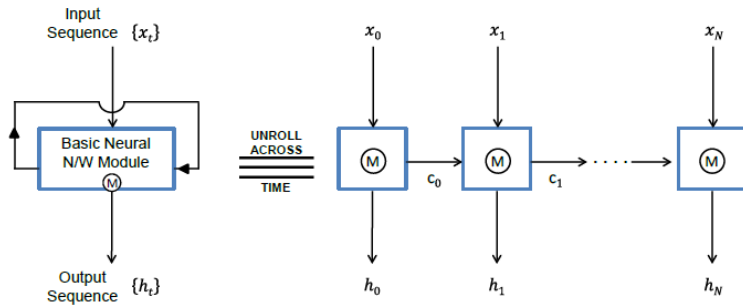 Input
Sequence {x_t}
Basic Neural
N/W Module
M
Output
Sequence {h_t}
UNROLL
ACROSS
TIME
x_0 x_1 x_N
M M . . . . M
c_0 c_1
h_0 h_1 h_N